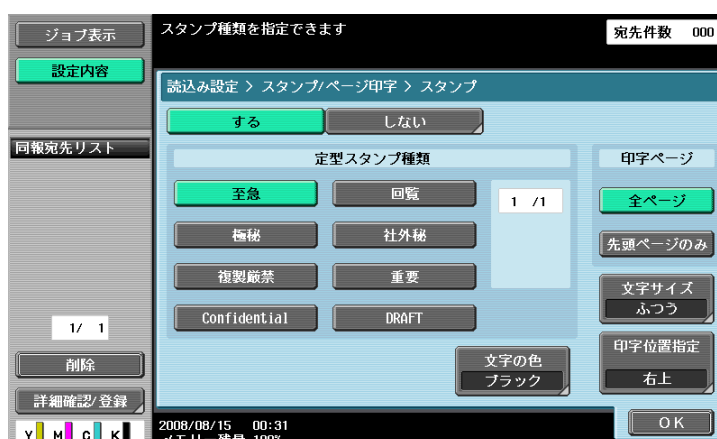 ジョブ表示
設定内容
同報宛先リスト
1/ 1
削除
詳細確認/登録
Y M C K
スタンプ種類を指定できます
宛先件数 000
読込み設定 > スタンプ/ページ印字 > スタンプ
する
しない
定型スタンプ種類
至急
回覧
極秘
社外秘
複製厳禁
重要
Confidential
DRAFT
1 /1
印字ページ
全ページ
先頭ページのみ
文字サイズ
ふつう
文字の色
ブラック
印字位置指定
右上
2008/08/15 00:31
メモリー残量 100%
OK